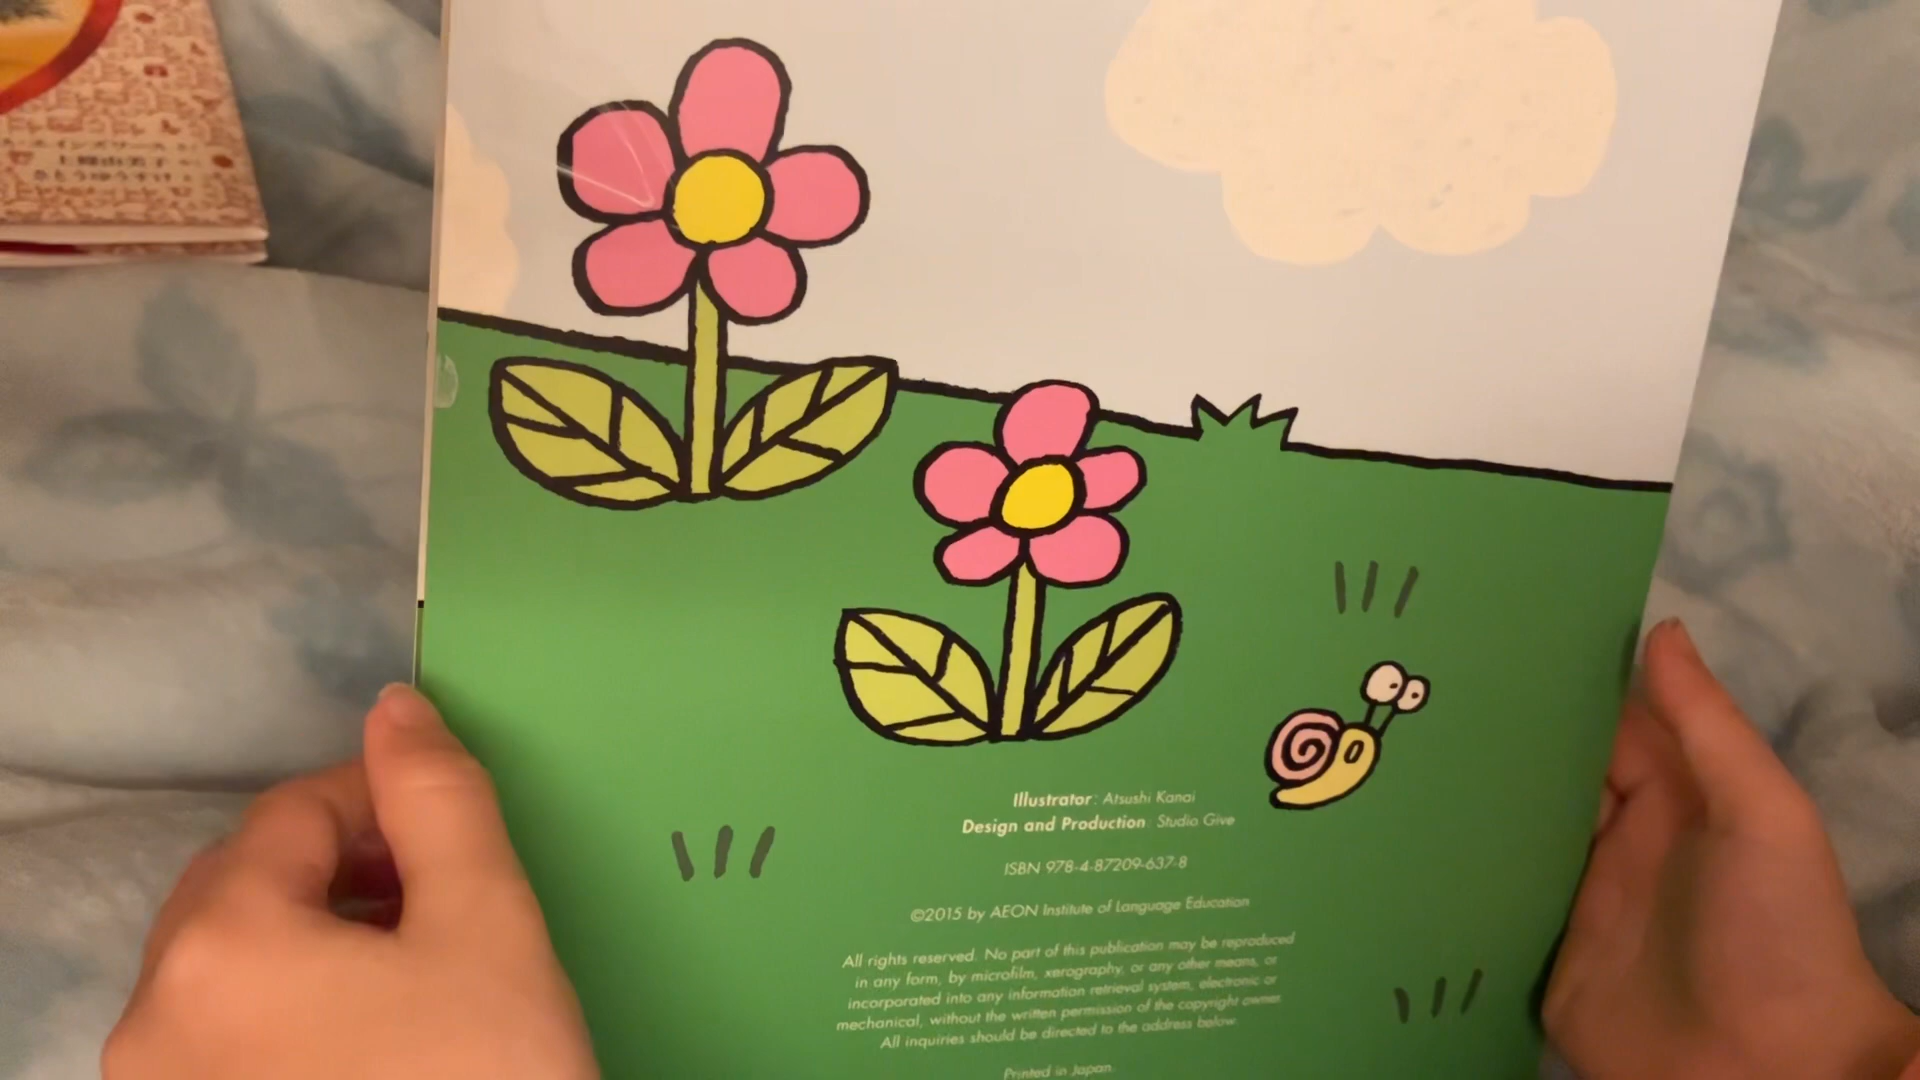 Illustrator: Atsushi Kanai
Design and Production: Studio Give
ISBN 978-4-87209-637-8
©2015 by AEON Institute of Language Education
All rights reserved. No part of this publication may be reproduced
in any form, by microfilm, xerography, or any other means, or
incorporated into any information retrieval system, electronic or
mechanical, without the written permission of the copyright owner.
All inquiries should be directed to the address below.
Printed in Japan